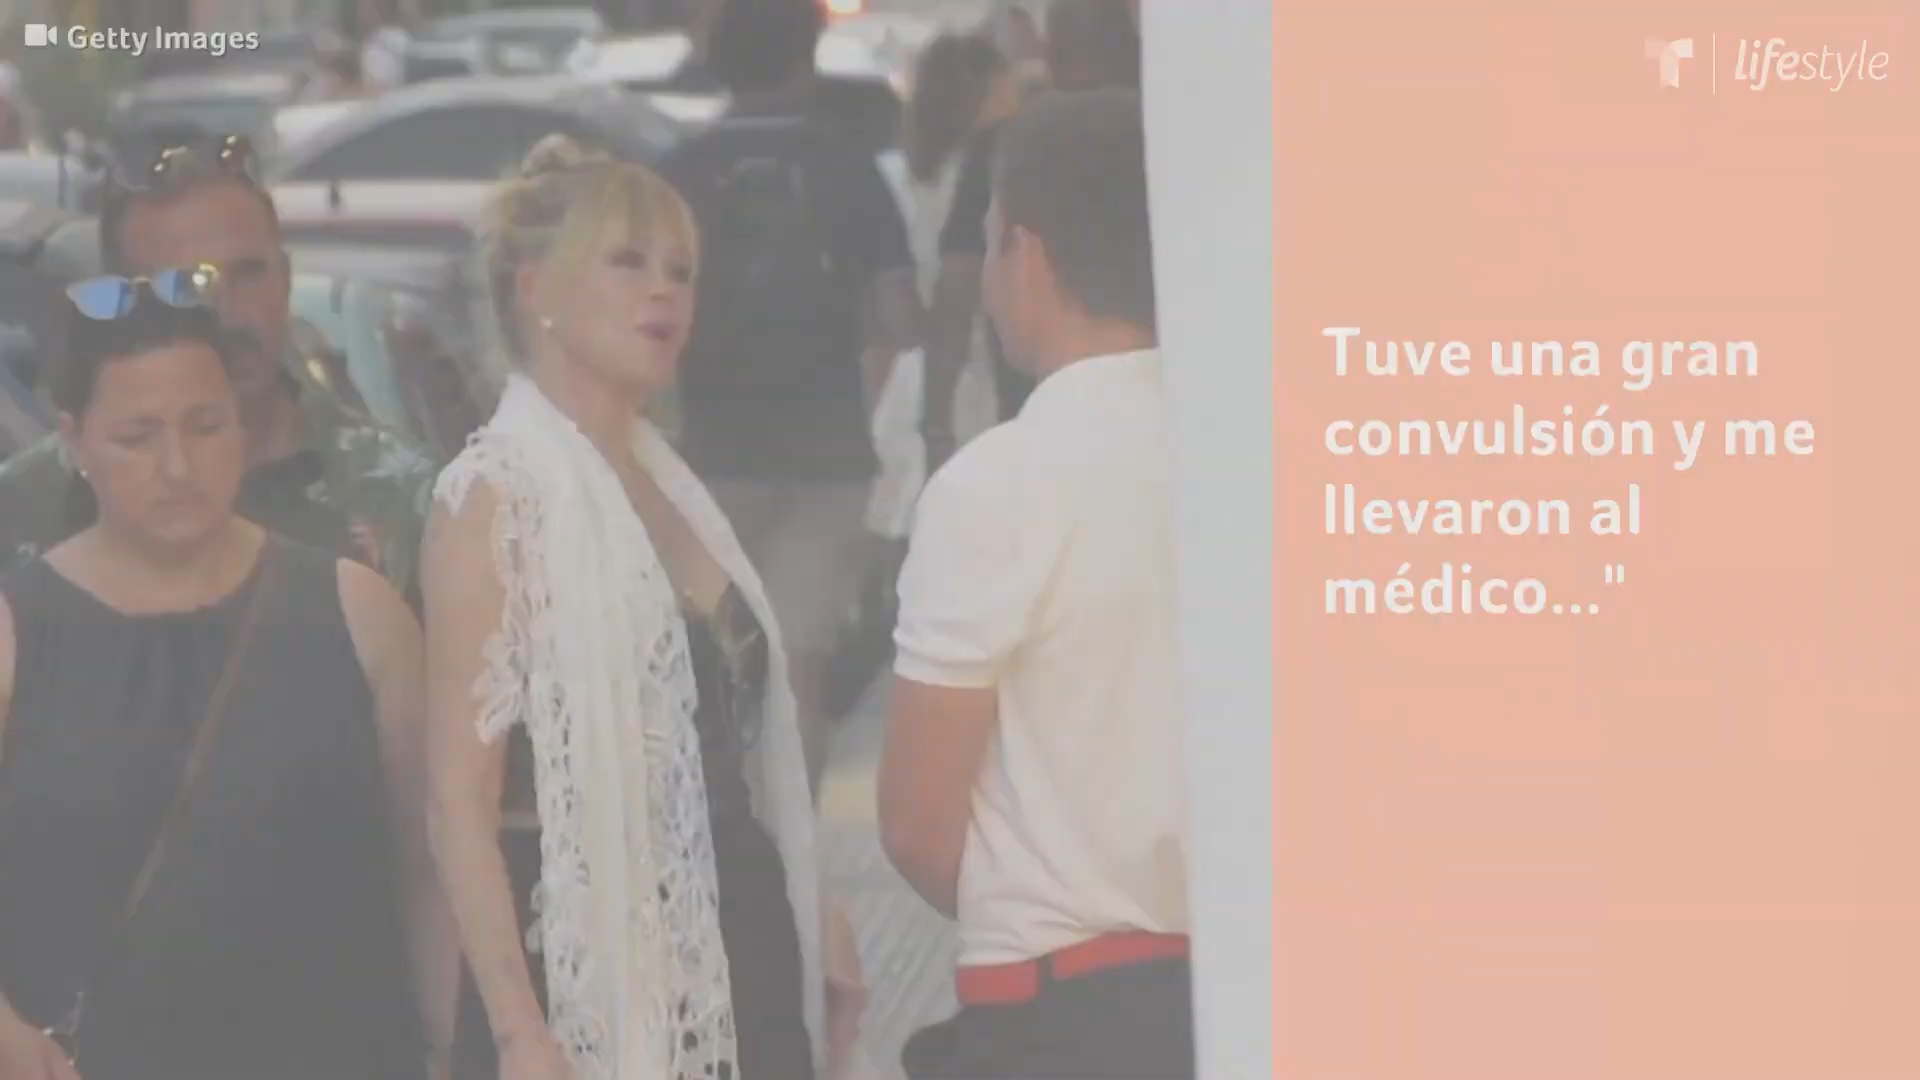 Getty Images
lifestyle
Tuve una gran
convulsión y me
llevaron al
médico..."